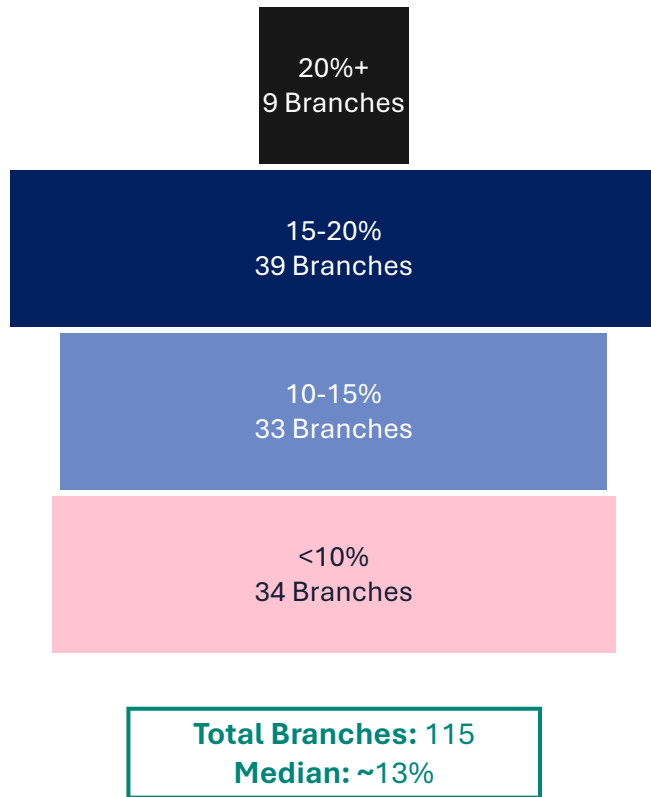 20%+
9 Branches
15-20%
39 Branches
10-15%
33 Branches
<10%
34 Branches
Total Branches: 115
Median: ~13%